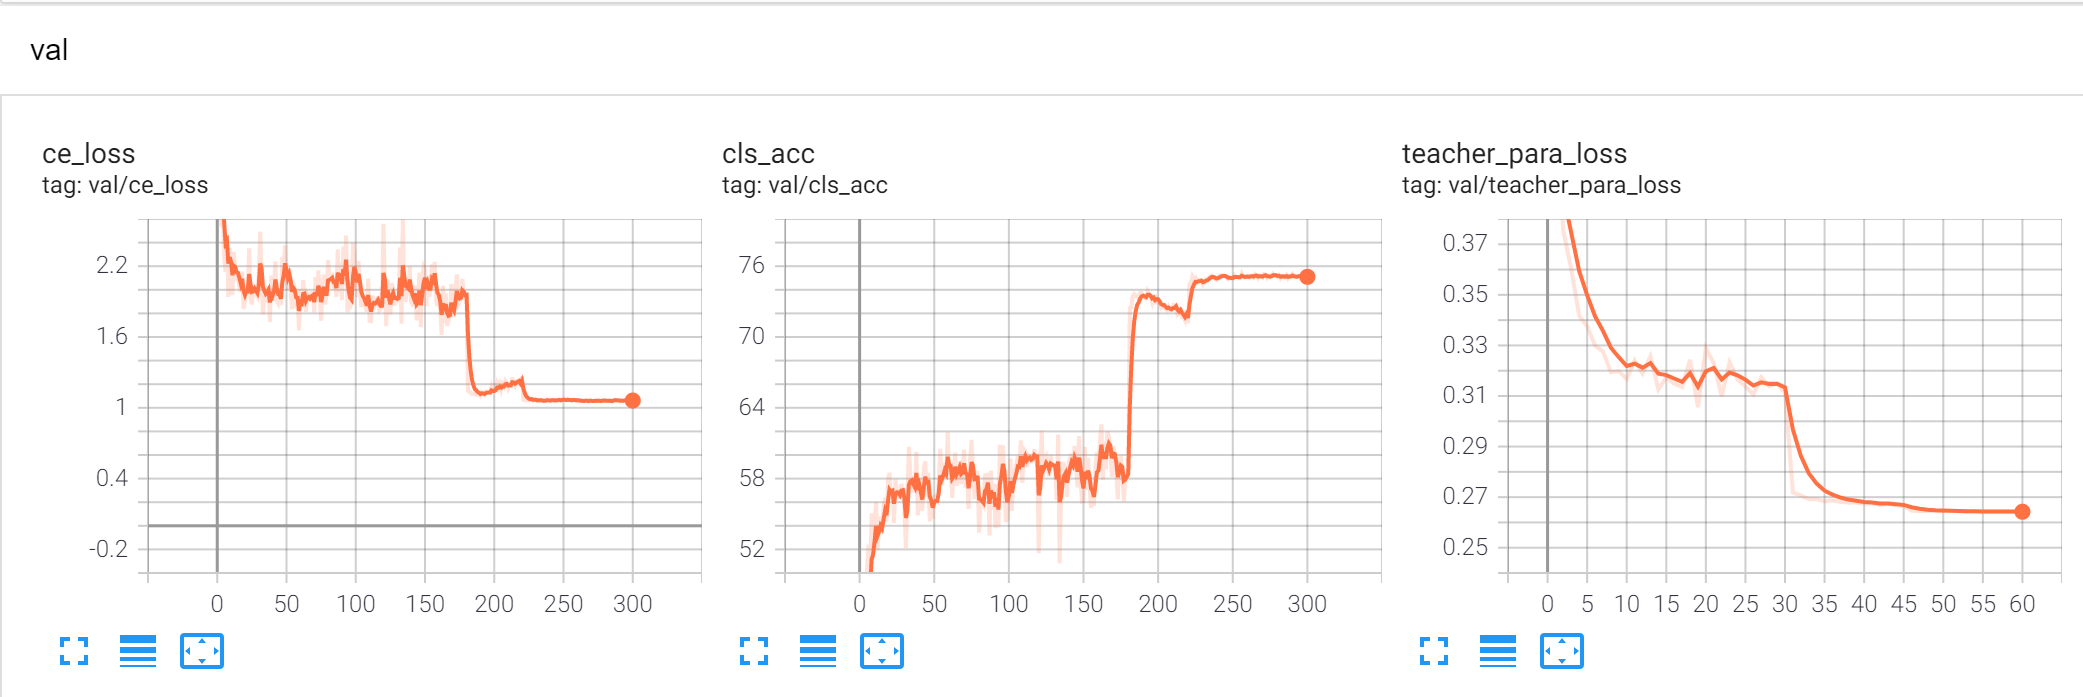 val
ce_loss
tag: val/ce_loss
2.2
1.6
1
0.4
-0.2
0 50 100 150 200 250 300
cls_acc
tag: val/cls_acc
76
70
64
58
52
0 50 100 150 200 250 300
teacher_para_loss
tag: val/teacher_para_loss
0.37
0.35
0.33
0.31
0.29
0.27
0.25
0 5 10 15 20 25 30 35 40 45 50 55 60